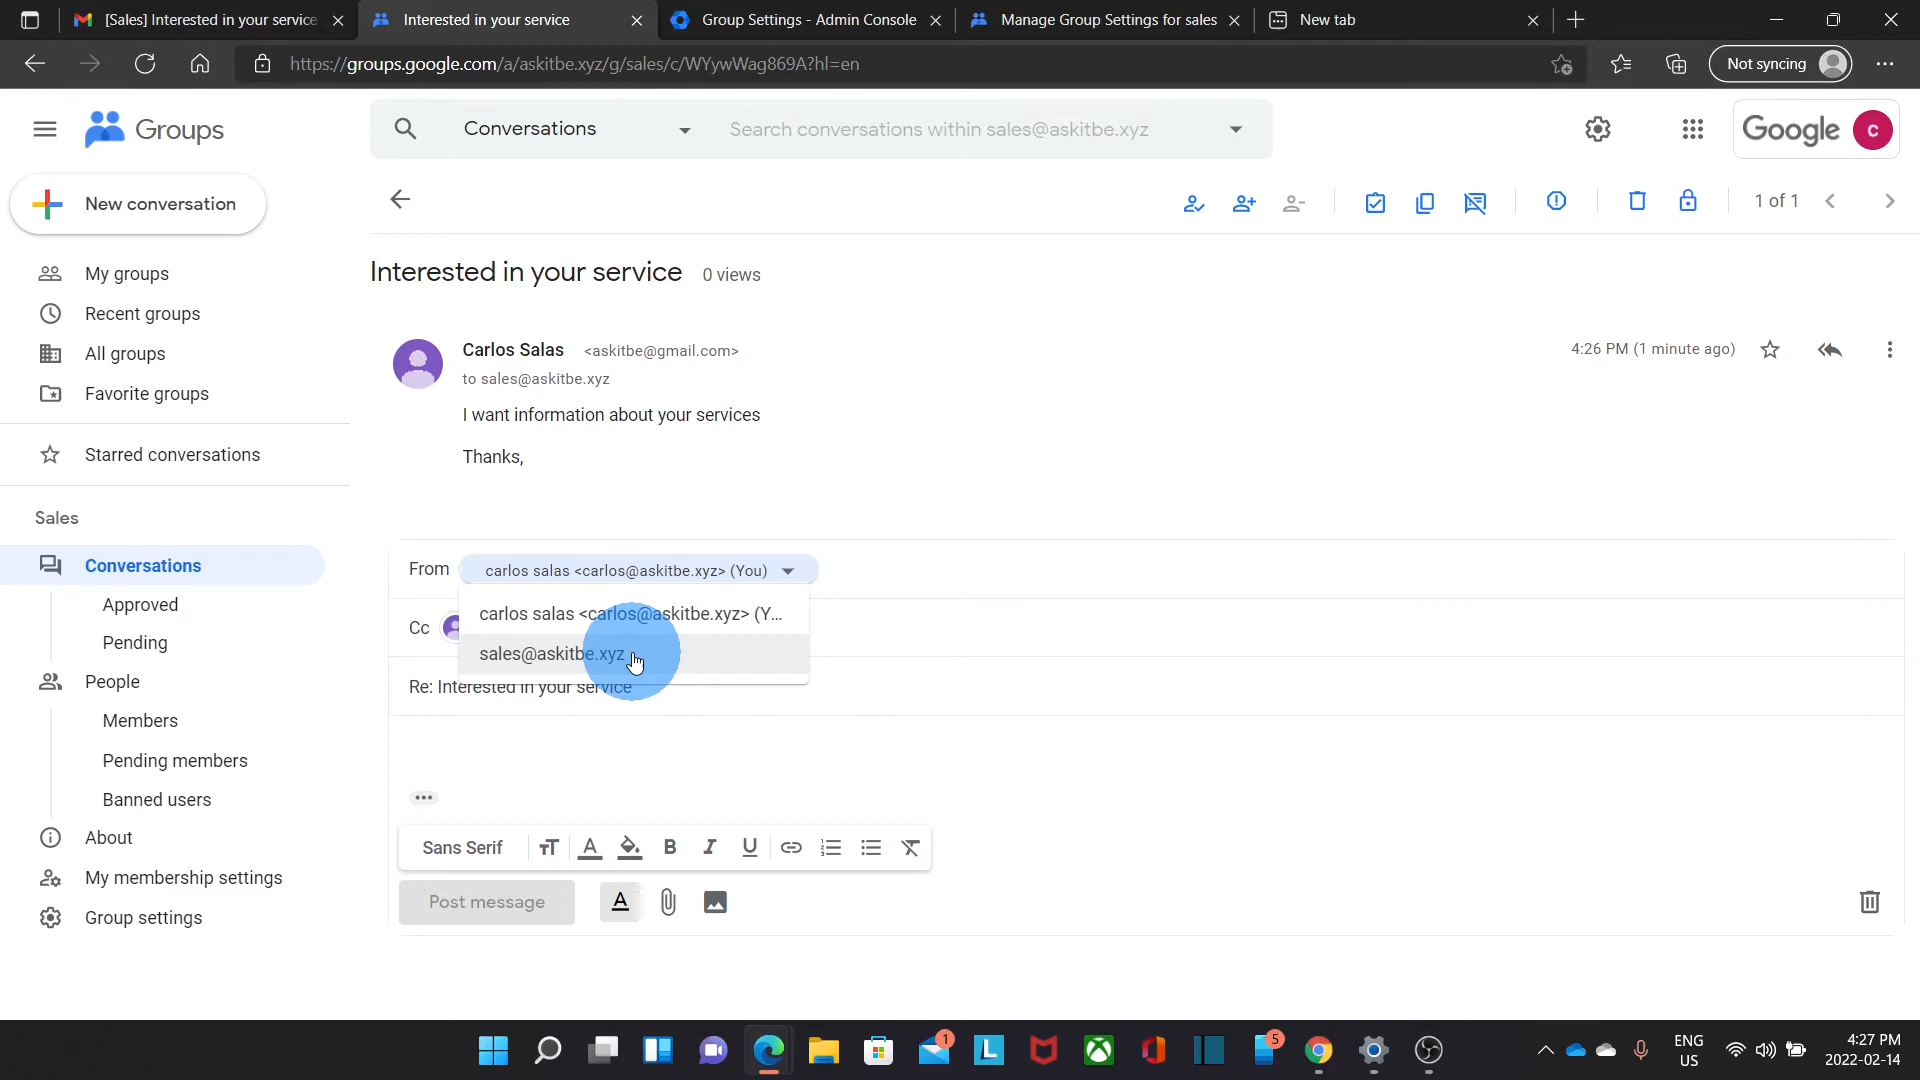 [Sales] Interested in your service
Interested in your service
Group Settings - Admin Console
Manage Group Settings for sales
New tab
https://groups.google.com/a/askitbe.xyz/g/sales/c/WYywWag869A?hl=en
Not syncing
Groups
Conversations
Search conversations within sales@askitbe.xyz
Google
C
New conversation
1 of 1
My groups
Recent groups
All groups
Favorite groups
Starred conversations
Sales
Conversations
Approved
Pending
People
Members
Pending members
Banned users
About
My membership settings
Group settings
Interested in your service 0 views
Carlos Salas <askitbe@gmail.com>
4:26 PM (1 minute ago)
to sales@askitbe.xyz
I want information about your services
Thanks,
From carlos salas <carlos@askitbe.xyz> (You)
carlos salas <carlos@askitbe.xyz> (Y...
Cc
sales@askitbe.xyz
Re: Interested in your service
Sans Serif
Post message
1
5
ENG
US
4:27 PM
2022-02-14